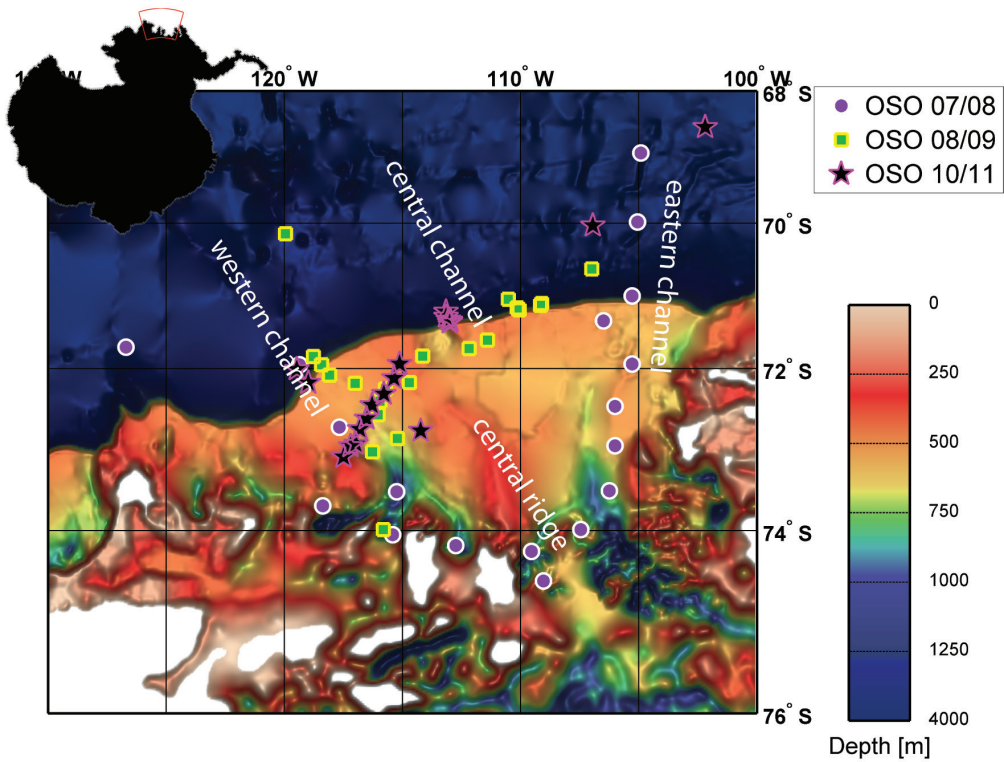 120° W
110° W
100° W
68° S
OSO 07/08
OSO 08/09
OSO 10/11
70° S
72° S
74° S
76° S
western channel
central channel
eastern channel
central ridge
0
250
500
750
1000
1250
4000
Depth [m]